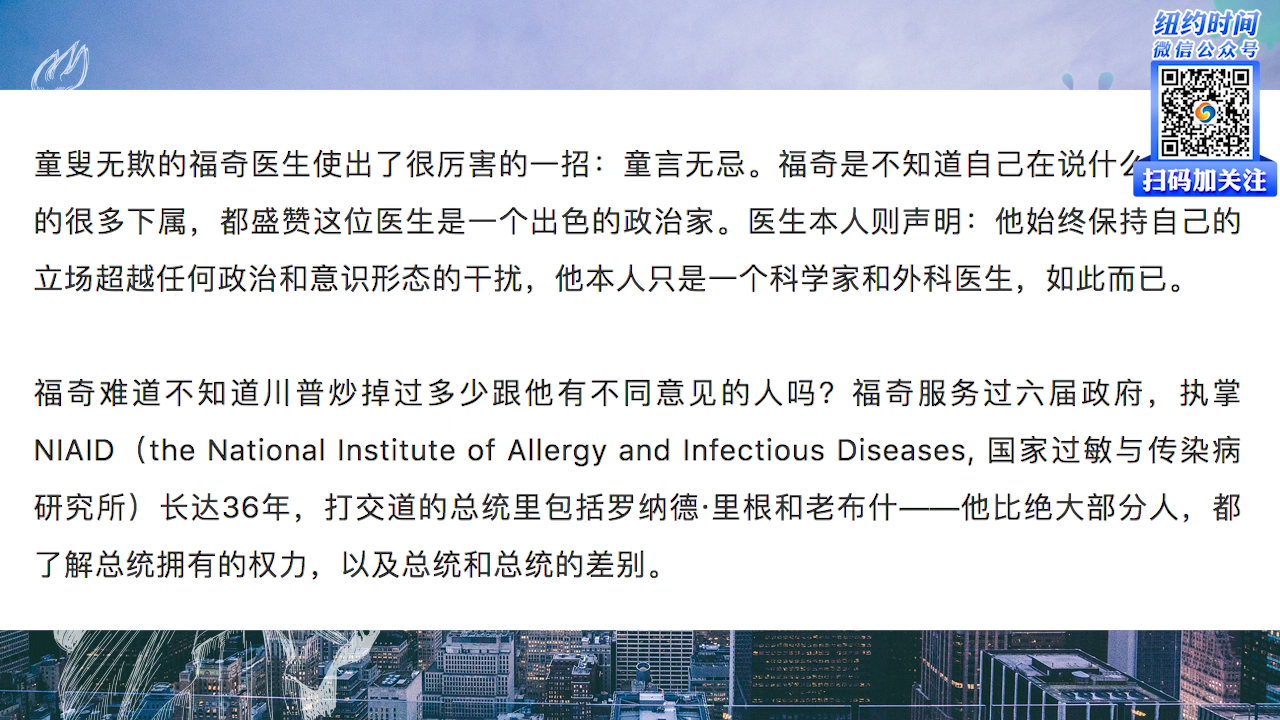 纽约时间
微信公众号
扫码加关注
童叟无欺的福奇医生使出了很厉害的一招：童言无忌。福奇是不知道自己在说什么
的很多下属，都盛赞这位医生是一个出色的政治家。医生本人则声明：他始终保持自己的
立场超越任何政治和意识形态的干扰，他本人只是一个科学家和外科医生，如此而已。
福奇难道不知道川普炒掉过多少跟他有不同意见的人吗？福奇服务过六届政府，执掌
NIAID（the National Institute of Allergy and Infectious Diseases, 国家过敏与传染病
研究所）长达36年，打交道的总统里包括罗纳德·里根和老布什——他比绝大部分人，都
了解总统拥有的权力，以及总统和总统的差别。